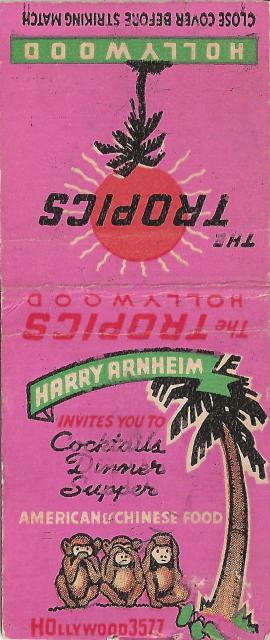 CLOSE COVER BEFORE STRIKING MATCH
HOLLYWOOD
THE
TROPICS
The TROPICS
HOLLYWOOD
HARRY ARNHEIM
INVITES YOU TO
Cocktails
Dinner
Supper
AMERICAN & CHINESE FOOD
HOLLYWOOD 3577